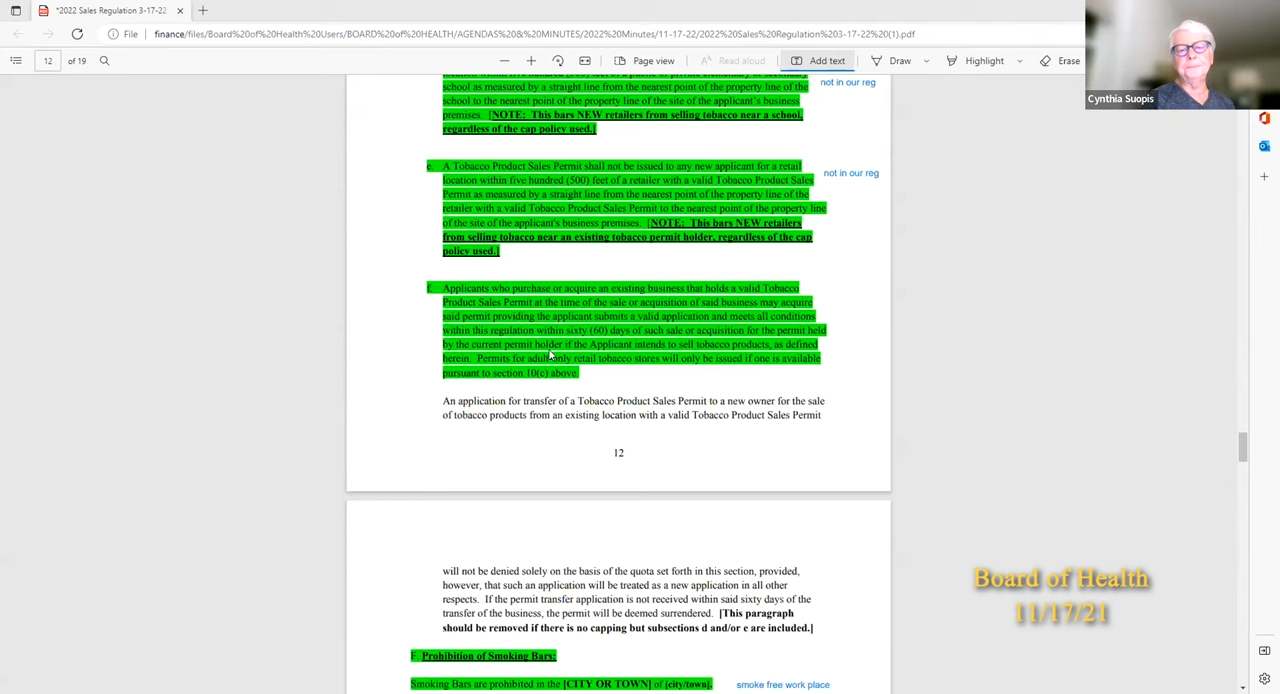 *2022 Sales Regulation 3-17-22
File
finance/files/Board%20of%20Health%20Users/BOARD%20of%20HEALTH/AGENDAS%20&%20MINUTES/2022%20Minutes/11-17-22/2022%20Sales%20Regulation%203-17-22%20(1).pdf
12 of 19
Page view
Read aloud
Add text
Draw
Highlight
Erase
Cynthia Suopis
school as measured by a straight line from the nearest point of the property line of the
school to the nearest point of the property line of the site of the applicant's business
premises. [NOTE: This bars NEW retailers from selling tobacco near a school,
regardless of the cap policy used.]
not in our reg
e. A Tobacco Product Sales Permit shall not be issued to any new applicant for a retail
location within five hundred (500) feet of a retailer with a valid Tobacco Product Sales
Permit as measured by a straight line from the nearest point of the property line of the
retailer with a valid Tobacco Product Sales Permit to the nearest point of the property line
of the site of the applicant's business premises. [NOTE: This bars NEW retailers
from selling tobacco near an existing tobacco permit holder, regardless of the cap
policy used.]
not in our reg
f. Applicants who purchase or acquire an existing business that holds a valid Tobacco
Product Sales Permit at the time of the sale or acquisition of said business may acquire
said permit providing the applicant submits a valid application and meets all conditions
within this regulation within sixty (60) days of such sale or acquisition for the permit held
by the current permit holder if the Applicant intends to sell tobacco products, as defined
herein. Permits for adult-only retail tobacco stores will only be issued if one is available
pursuant to section 10(c) above.
An application for transfer of a Tobacco Product Sales Permit to a new owner for the sale
of tobacco products from an existing location with a valid Tobacco Product Sales Permit
12
will not be denied solely on the basis of the quota set forth in this section, provided,
however, that such an application will be treated as a new application in all other
respects. If the permit transfer application is not received within said sixty days of the
transfer of the business, the permit will be deemed surrendered. [This paragraph
should be removed if there is no capping but subsections d and/or e are included.]
F. Prohibition of Smoking Bars:
Smoking Bars are prohibited in the [CITY OR TOWN] of [city/town].
smoke free work place
Board of Health
11/17/21